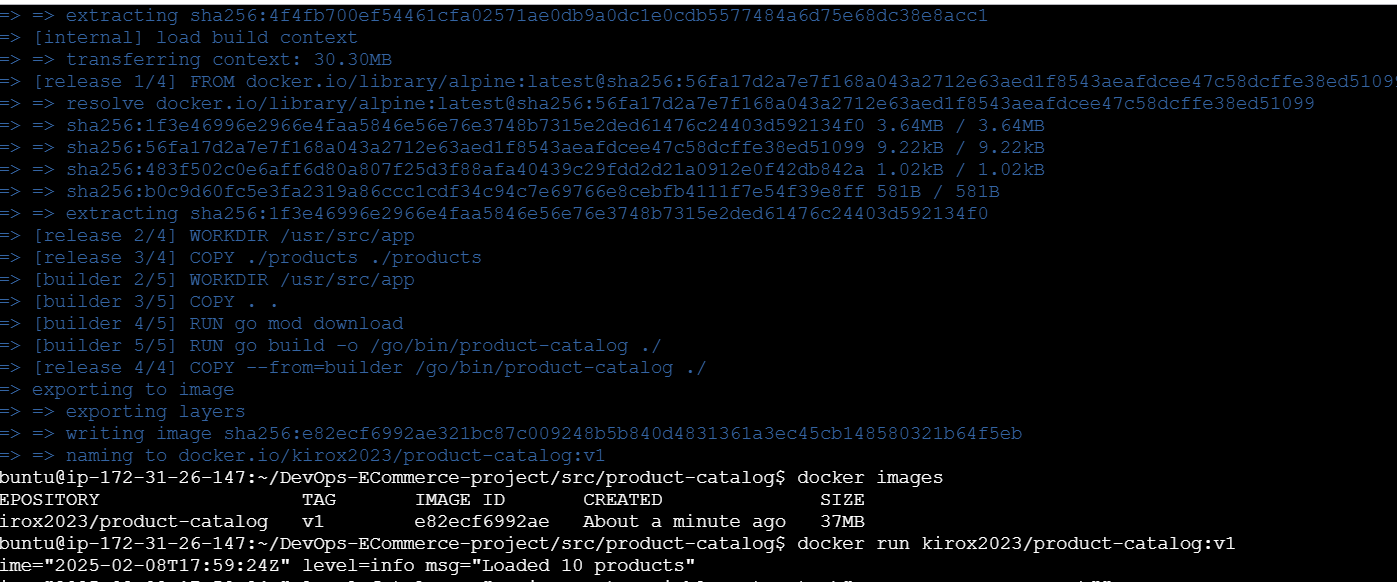 => => extracting sha256:4f4fb700ef54461cfa02571ae0db9a0dc1e0cdb5577484a6d75e68dc38e8acc1
=> [internal] load build context
=> => transferring context: 30.30MB
=> [release 1/4] FROM docker.io/library/alpine:latest@sha256:56fa17d2a7e7f168a043a2712e63aed1f8543aeafdcee47c58dcffe38ed5109
=> => resolve docker.io/library/alpine:latest@sha256:56fa17d2a7e7f168a043a2712e63aed1f8543aeafdcee47c58dcffe38ed51099
=> => sha256:1f3e46996e2966e4faa5846e56e76e3748b7315e2ded61476c24403d592134f0 3.64MB / 3.64MB
=> => sha256:56fa17d2a7e7f168a043a2712e63aed1f8543aeafdcee47c58dcffe38ed51099 9.22kB / 9.22kB
=> => sha256:483f502c0e6aff6d80a807f25d3f88afa40439c29fdd2d21a0912e0f42db842a 1.02kB / 1.02kB
=> => sha256:b0c9d60fc5e3fa2319a86ccc1cdf34c94c7e69766e8cebfb4111f7e54f39e8ff 581B / 581B
=> => extracting sha256:1f3e46996e2966e4faa5846e56e76e3748b7315e2ded61476c24403d592134f0
=> [release 2/4] WORKDIR /usr/src/app
=> [release 3/4] COPY ./products ./products
=> [builder 2/5] WORKDIR /usr/src/app
=> [builder 3/5] COPY . .
=> [builder 4/5] RUN go mod download
=> [builder 5/5] RUN go build -o /go/bin/product-catalog ./
=> [release 4/4] COPY --from=builder /go/bin/product-catalog ./
=> exporting to image
=> => exporting layers
=> => writing image sha256:e82ecf6992ae321bc87c009248b5b840d4831361a3ec45cb148580321b64f5eb
=> => naming to docker.io/kirox2023/product-catalog:v1
buntu@ip-172-31-26-147:~/DevOps-ECommerce-project/src/product-catalog$ docker images
EPOSITORY TAG IMAGE ID CREATED SIZE
irox2023/product-catalog v1 e82ecf6992ae About a minute ago 37MB
buntu@ip-172-31-26-147:~/DevOps-ECommerce-project/src/product-catalog$ docker run kirox2023/product-catalog:v1
ime="2025-02-08T17:59:24Z" level=info msg="Loaded 10 products"